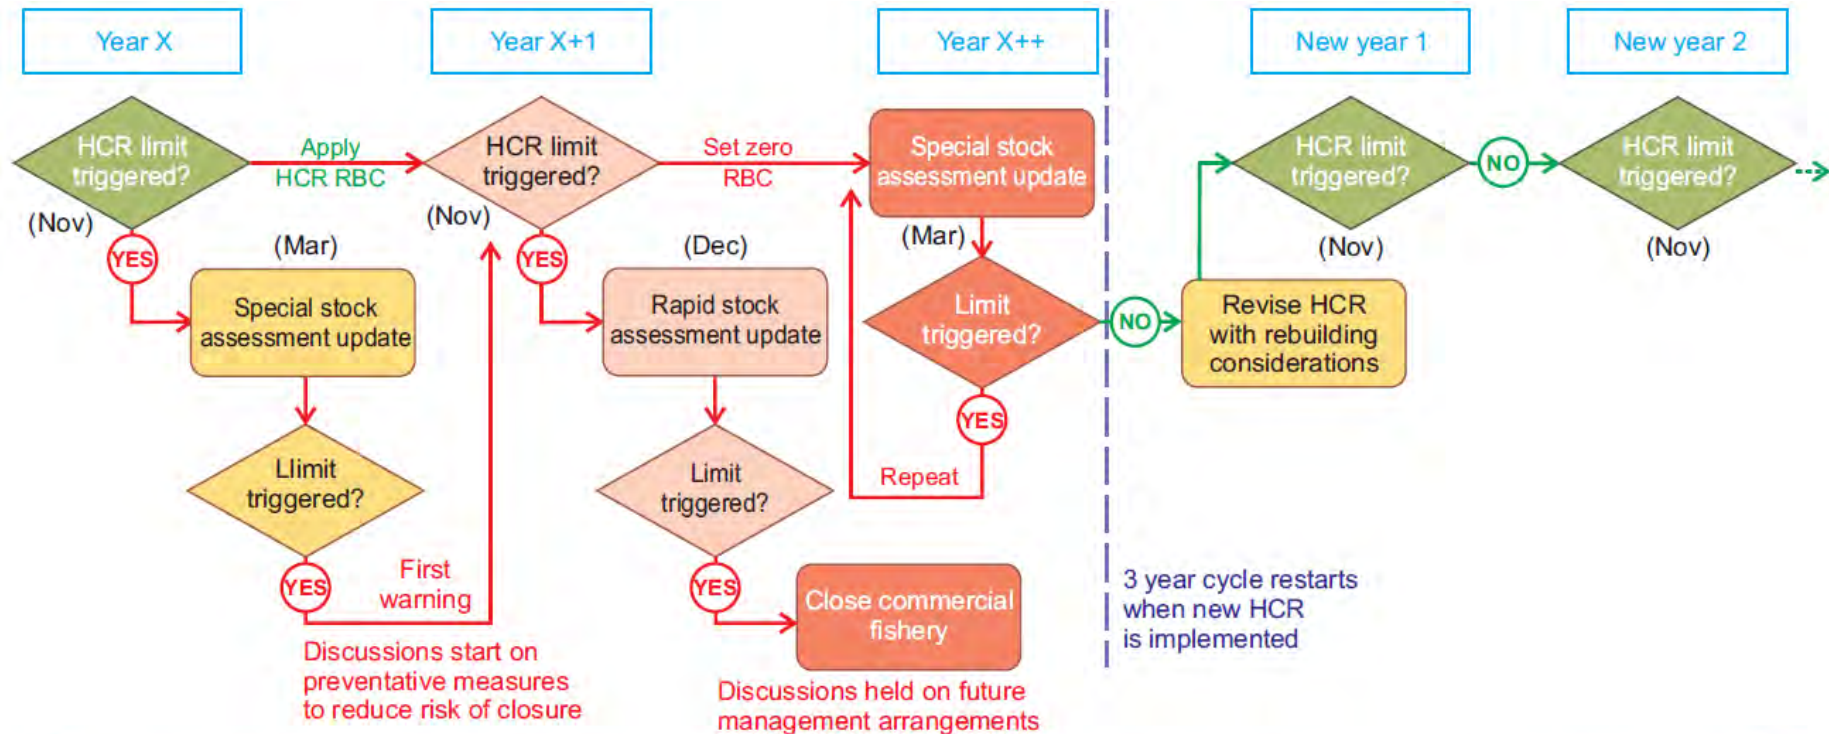 Year X
Year X+1
Year X++
New year 1
New year 2
HCR limit
triggered?
(Nov)
Apply
HCR RBC
YES
(Mar)
Special stock
assessment update
Llimit
triggered?
YES
First
warning
Discussions start on
preventative measures
to reduce risk of closure
HCR limit
triggered?
(Nov)
Set zero
RBC
YES
(Dec)
Rapid stock
assessment update
Limit
triggered?
YES
Close commercial
fishery
Discussions held on future
management arrangements
Special stock
assessment update
(Mar)
Limit
triggered?
YES
Repeat
NO
3 year cycle restarts
when new HCR
is implemented
Revise HCR
with rebuilding
considerations
HCR limit
triggered?
(Nov)
NO
HCR limit
triggered?
(Nov)